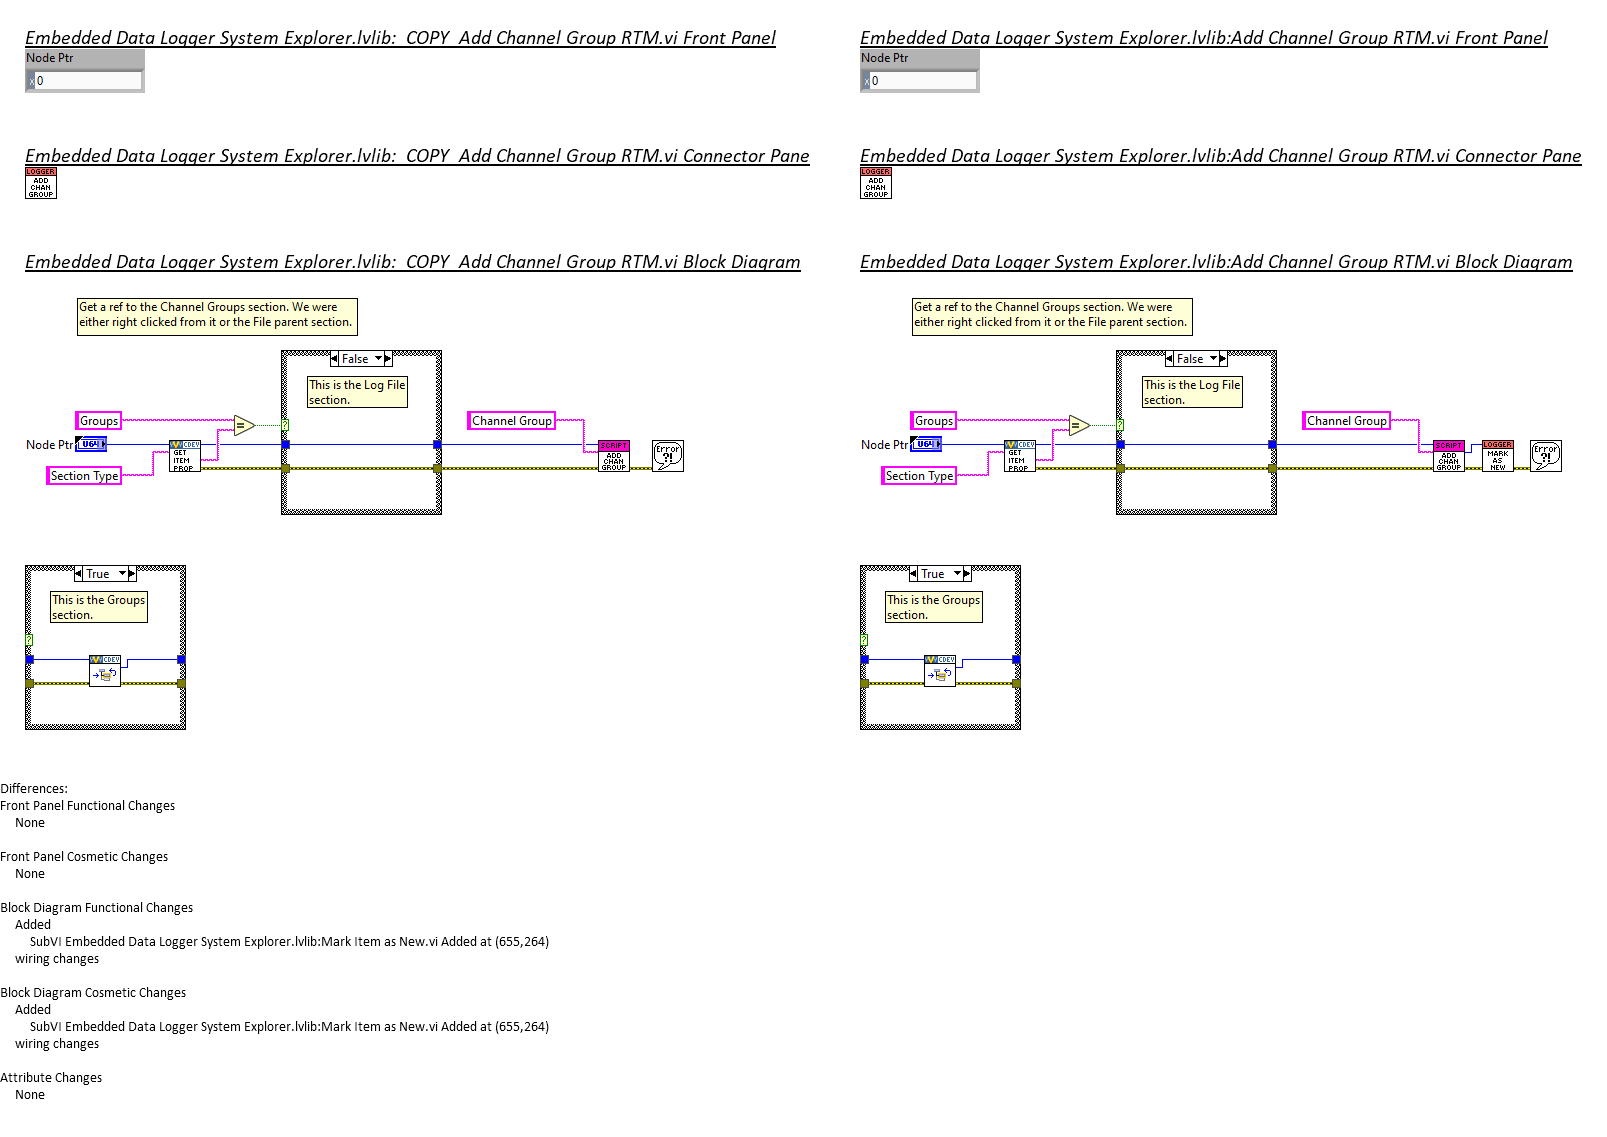 Embedded Data Logger System Explorer.lvlib:  COPY  Add Channel Group RTM.vi Front Panel
Node Ptr
x 0
Embedded Data Logger System Explorer.lvlib:  COPY  Add Channel Group RTM.vi Connector Pane
LOGGER
ADD
CHAN
GROUP
Embedded Data Logger System Explorer.lvlib:  COPY  Add Channel Group RTM.vi Block Diagram
Get a ref to the Channel Groups section. We were
either right clicked from it or the File parent section.
False
This is the Log File
section.
Groups
=
?
Channel Group
Node Ptr
U64
CDEV
GET
ITEM
PROP
SCRIPT
ADD
CHAN
GROUP
Error
?!
Section Type
True
This is the Groups
section.
?
CDEV
Embedded Data Logger System Explorer.lvlib:Add Channel Group RTM.vi Front Panel
Node Ptr
x 0
Embedded Data Logger System Explorer.lvlib:Add Channel Group RTM.vi Connector Pane
LOGGER
ADD
CHAN
GROUP
Embedded Data Logger System Explorer.lvlib:Add Channel Group RTM.vi Block Diagram
Get a ref to the Channel Groups section. We were
either right clicked from it or the File parent section.
False
This is the Log File
section.
Groups
=
?
Channel Group
Node Ptr
U64
CDEV
GET
ITEM
PROP
SCRIPT
ADD
CHAN
GROUP
LOGGER
MARK
AS
NEW
Error
?!
Section Type
True
This is the Groups
section.
?
CDEV
Differences:
Front Panel Functional Changes
None
Front Panel Cosmetic Changes
None
Block Diagram Functional Changes
Added
SubVI Embedded Data Logger System Explorer.lvlib:Mark Item as New.vi Added at (655,264)
wiring changes
Block Diagram Cosmetic Changes
Added
SubVI Embedded Data Logger System Explorer.lvlib:Mark Item as New.vi Added at (655,264)
wiring changes
Attribute Changes
None